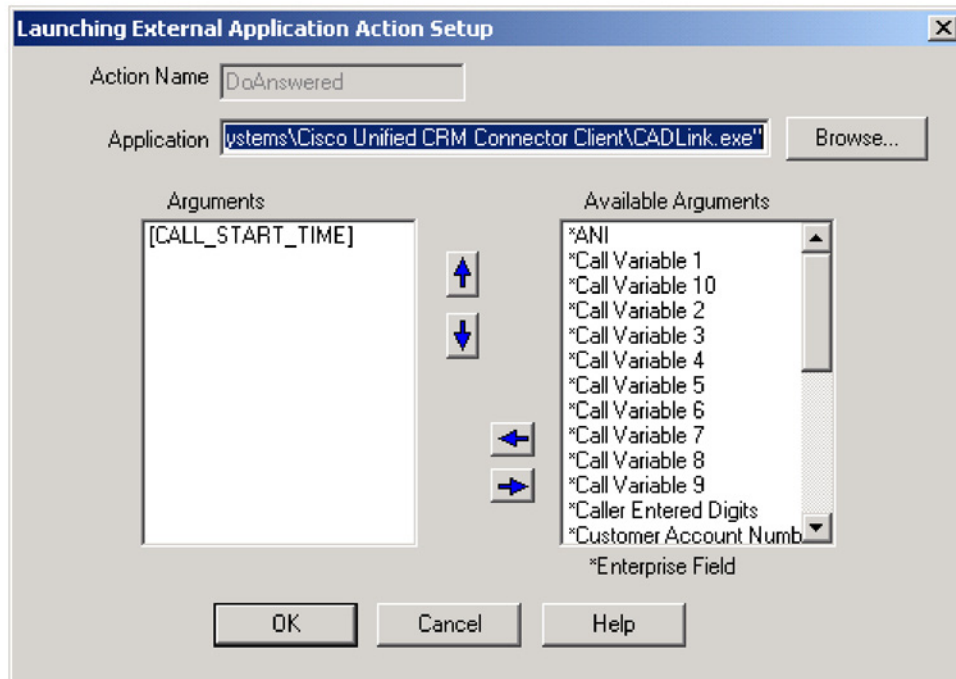 Launching External Application Action Setup
Action Name DoAnswered
Application ystems\Cisco Unified CRM Connector Client\CADLink.exe" Browse...
Arguments
[CALL_START_TIME]
Available Arguments
*ANI
*Call Variable 1
*Call Variable 10
*Call Variable 2
*Call Variable 3
*Call Variable 4
*Call Variable 5
*Call Variable 6
*Call Variable 7
*Call Variable 8
*Call Variable 9
*Caller Entered Digits
*Customer Account Numb
*Enterprise Field
OK Cancel Help